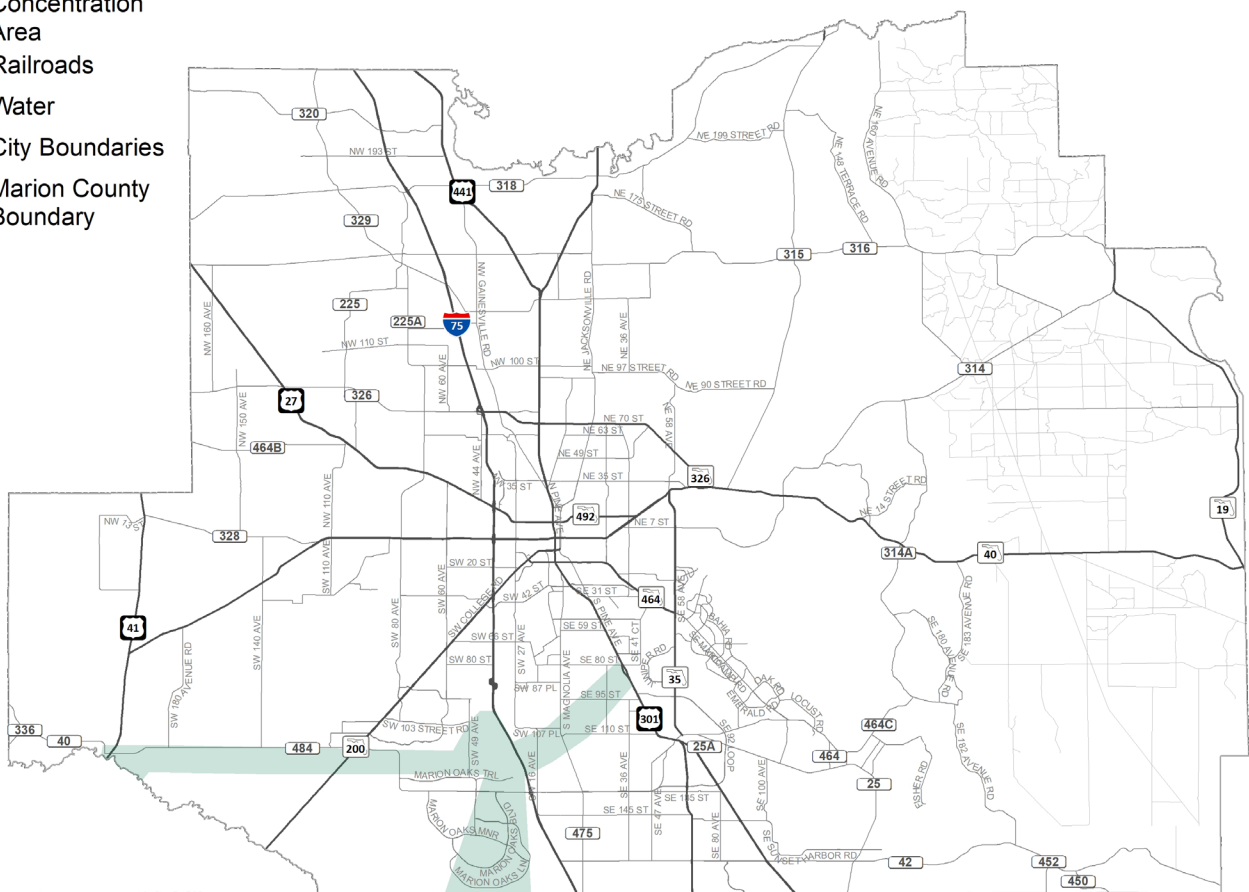 Concentration
Area
Railroads
Water
City Boundaries
Marion County
Boundary
320
NW 193 ST
441
318
329
NE 199 STREET RD
NE 175 STREET RD
NE 148 TERRACE RD
NE 160 AVENUE RD
315
316
NW 160 AVE
225
225A
75
NW GAINESVILLE RD
NE JACKSONVILLE RD
NE 36 AVE
NW 110 ST
NW 100 ST
NE 97 STREET RD
NE 90 STREET RD
314
NW 60 AVE
27
326
NW 150 AVE
464B
NE 70 ST
NE 63 ST
NE 58 AVE
NE 49 ST
NW 44 AVE
NW 35 ST
NE 35 ST
326
NW 110 AVE
N PINE AVE
492
NE 7 ST
NE 14 STREET RD
19
328
314A
40
SW 110 AVE
SW 20 ST
SW 60 AVE
SW COLLEGE RD
SW 42 ST
SE 31 ST
464
SE 58 AVE
BAHIA RD
SE 183 AVENUE RD
SE 180 AVENUE RD
41
SW 140 AVE
SW 80 AVE
SW 66 ST
SW 27 AVE
SE 59 ST
S PINE AVE
SE 41 CT
SW 80 ST
SE 80 ST
S MAGNOLIA AVE
SW 180 AVENUE RD
SW 87 PL
SE 95 ST
35
OAK RD
LOCUST RD
EMERALD RD
301
336
40
484
200
SW 103 STREET RD
SW 49 AVE
SW 107 PL
SE 110 ST
25A
464C
464
SE 182 AVENUE RD
MARION OAKS TRL
SW 16 AVE
SE 36 AVE
SE 100 AVE
25
FISHER RD
MARION OAKS MNR
MARION OAKS BLVD
MARION OAKS LN
475
SE 145 ST
SE 47 AVE
SE 80 AVE
SE SUNSET HARBOR RD
42
452
450